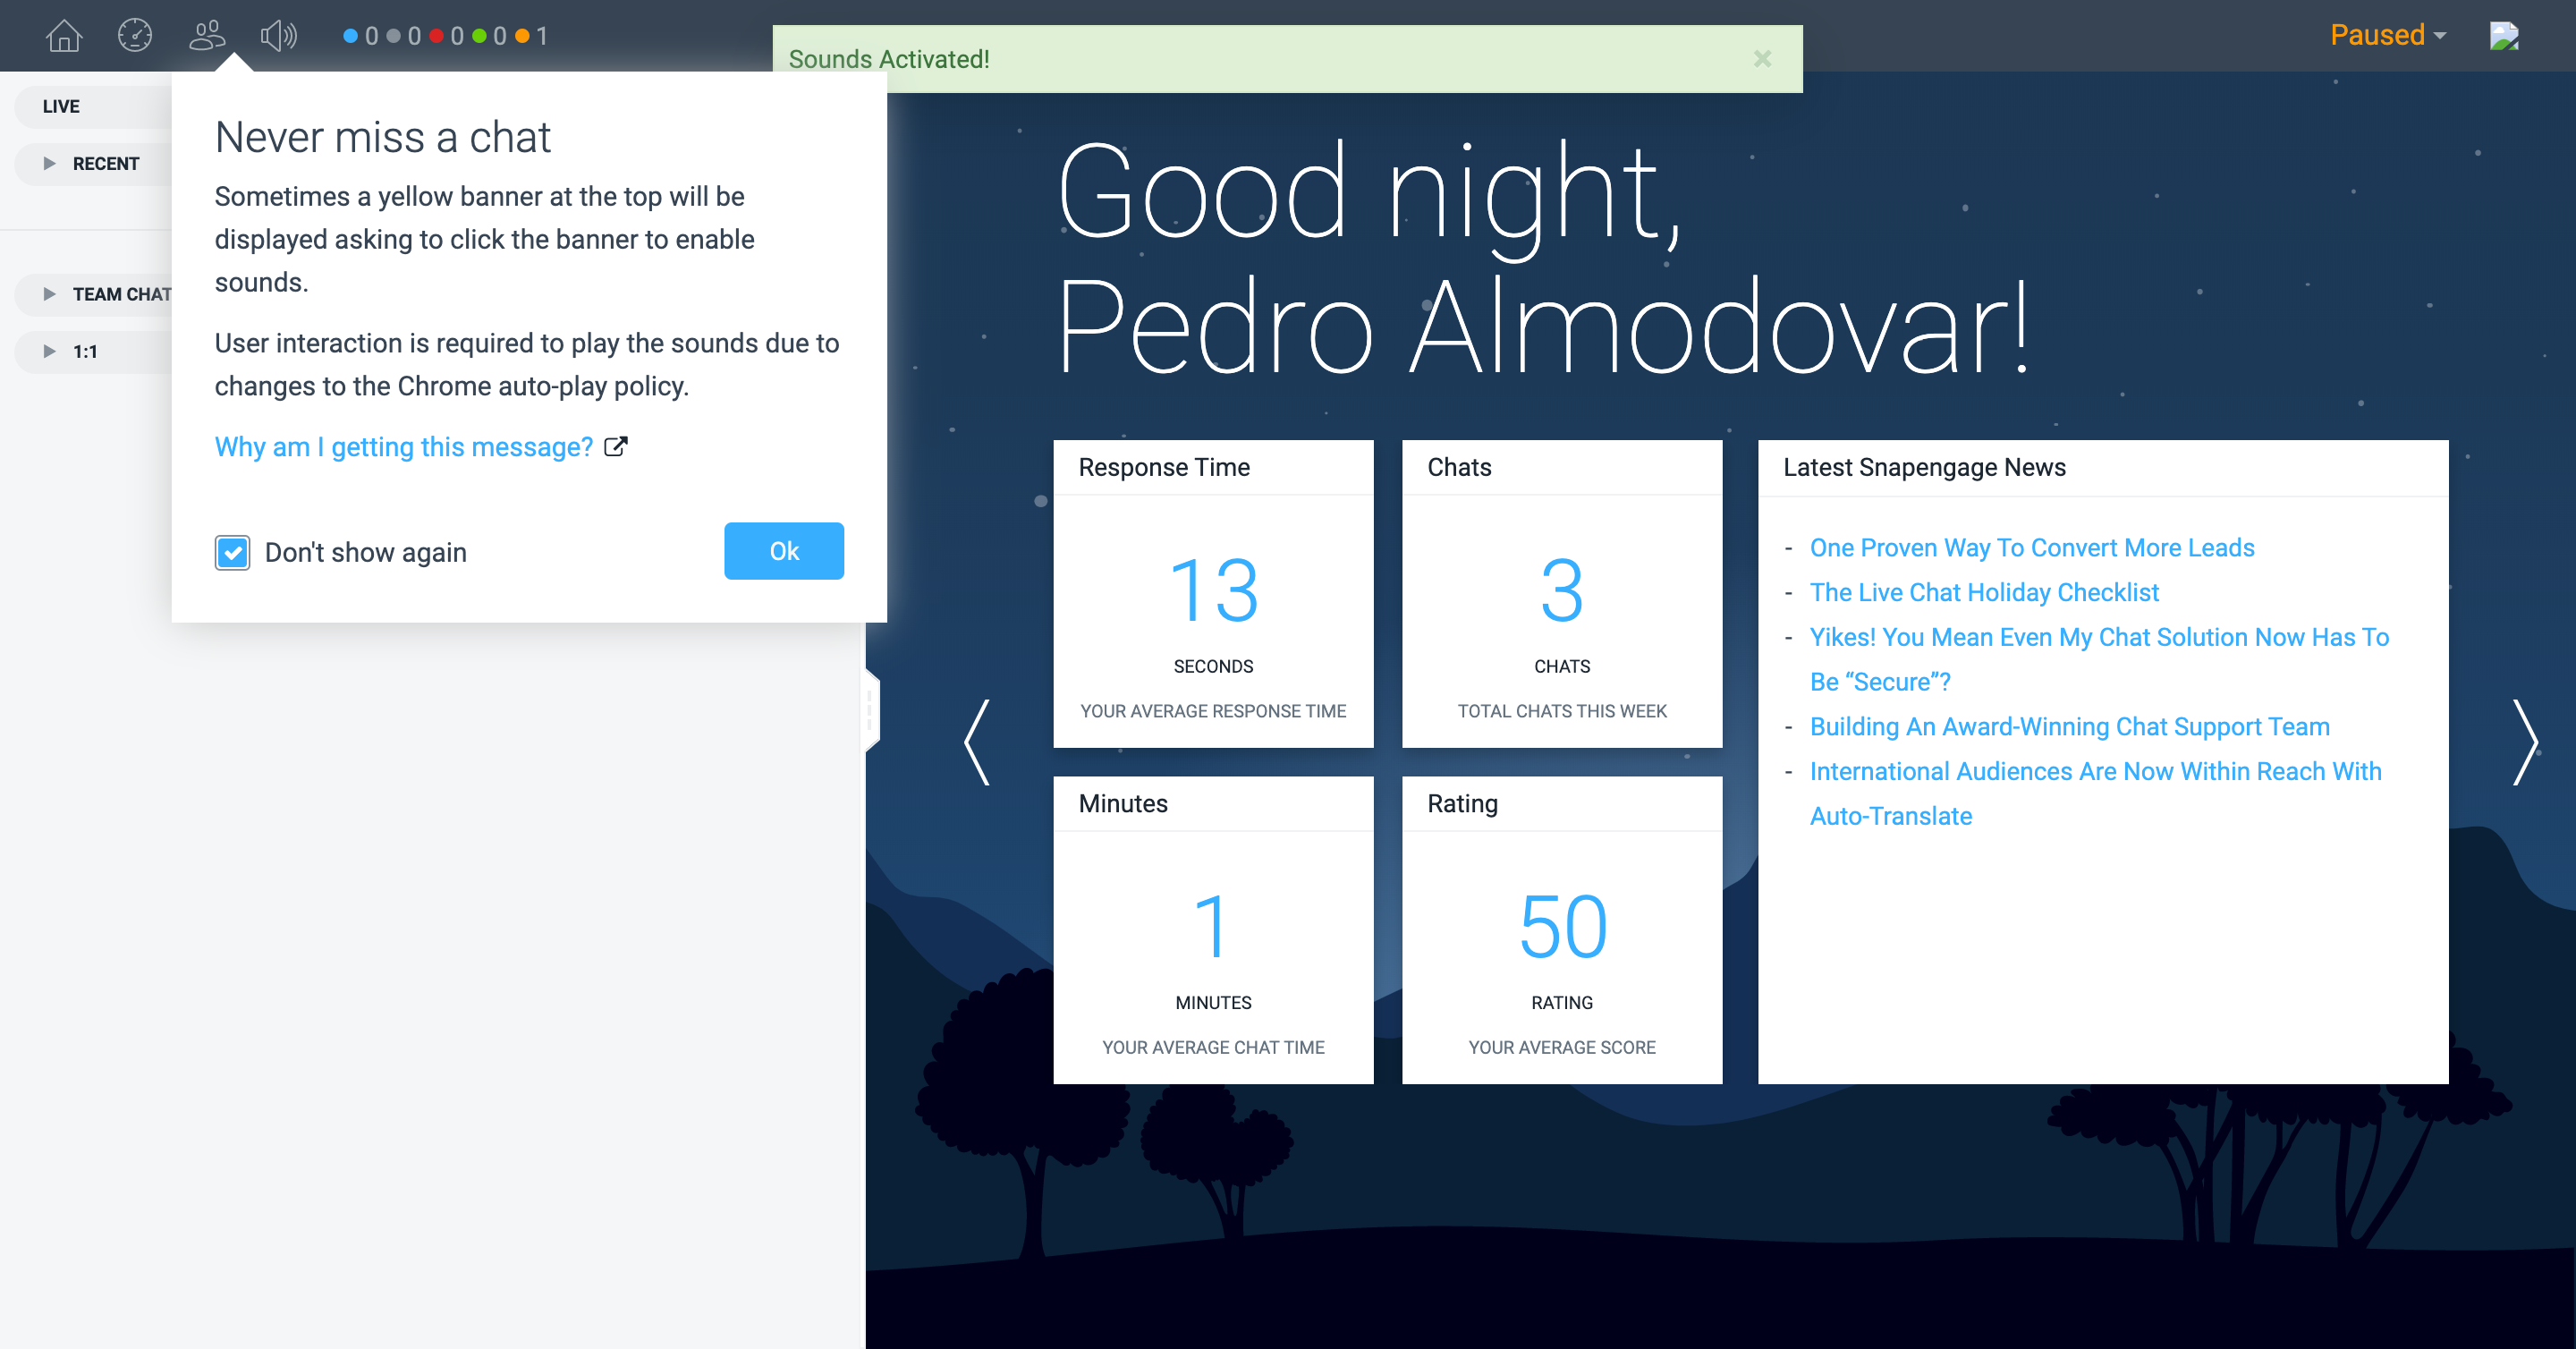 0 0 0 0 1
Sounds Activated!
×
Paused
LIVE
RECENT
TEAM CHAT
1:1
Never miss a chat
Sometimes a yellow banner at the top will be
displayed asking to click the banner to enable
sounds.
User interaction is required to play the sounds due to
changes to the Chrome auto-play policy.
Why am I getting this message?
Don't show again
Ok
Good night,
Pedro Almodovar!
Response Time
13
SECONDS
YOUR AVERAGE RESPONSE TIME
Chats
3
CHATS
TOTAL CHATS THIS WEEK
Minutes
1
MINUTES
YOUR AVERAGE CHAT TIME
Rating
50
RATING
YOUR AVERAGE SCORE
Latest Snapengage News
- One Proven Way To Convert More Leads
- The Live Chat Holiday Checklist
- Yikes! You Mean Even My Chat Solution Now Has To
Be “Secure”?
- Building An Award-Winning Chat Support Team
- International Audiences Are Now Within Reach With
Auto-Translate